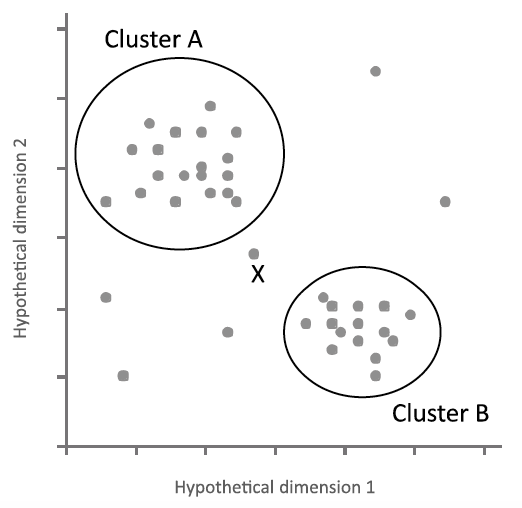 Cluster A
Hypothetical dimension 2
X
Cluster B
Hypothetical dimension 1